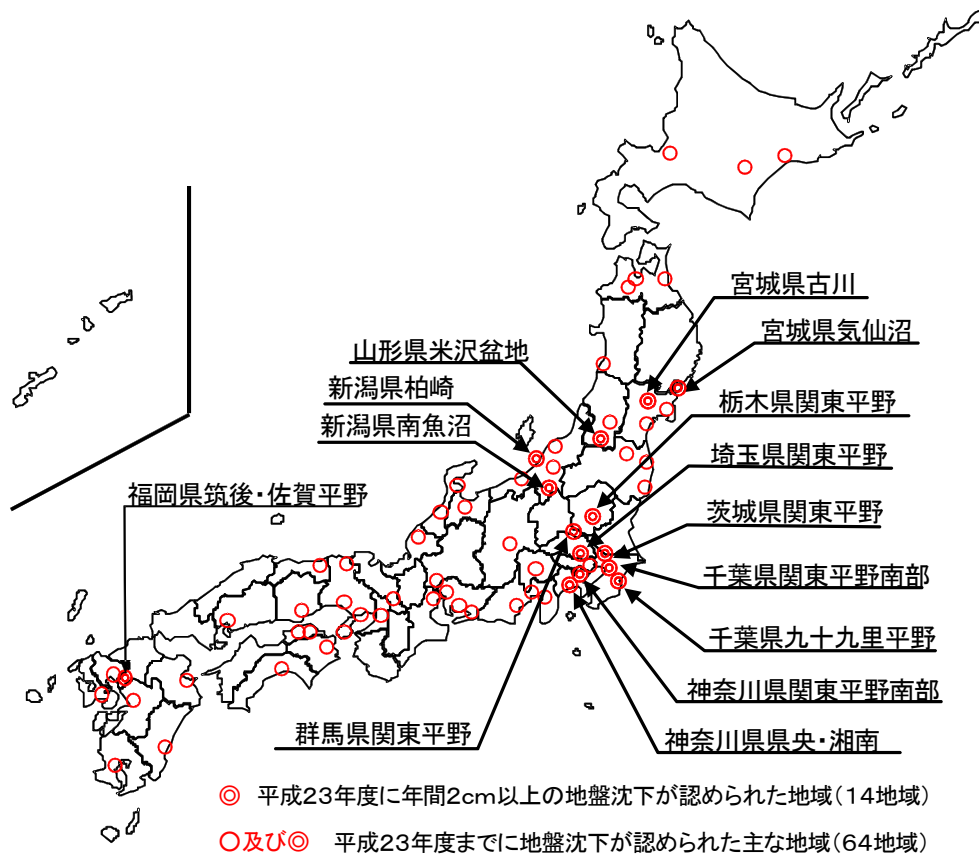 宮城県古川
宮城県気仙沼
山形県米沢盆地
新潟県柏崎
栃木県関東平野
新潟県南魚沼
埼玉県関東平野
福岡県筑後・佐賀平野
茨城県関東平野
千葉県関東平野南部
千葉県九十九里平野
神奈川県関東平野南部
群馬県関東平野
神奈川県県央・湘南
◎ 平成23年度に年間2cm以上の地盤沈下が認められた地域(14地域)
○及び◎ 平成23年度までに地盤沈下が認められた主な地域(64地域)